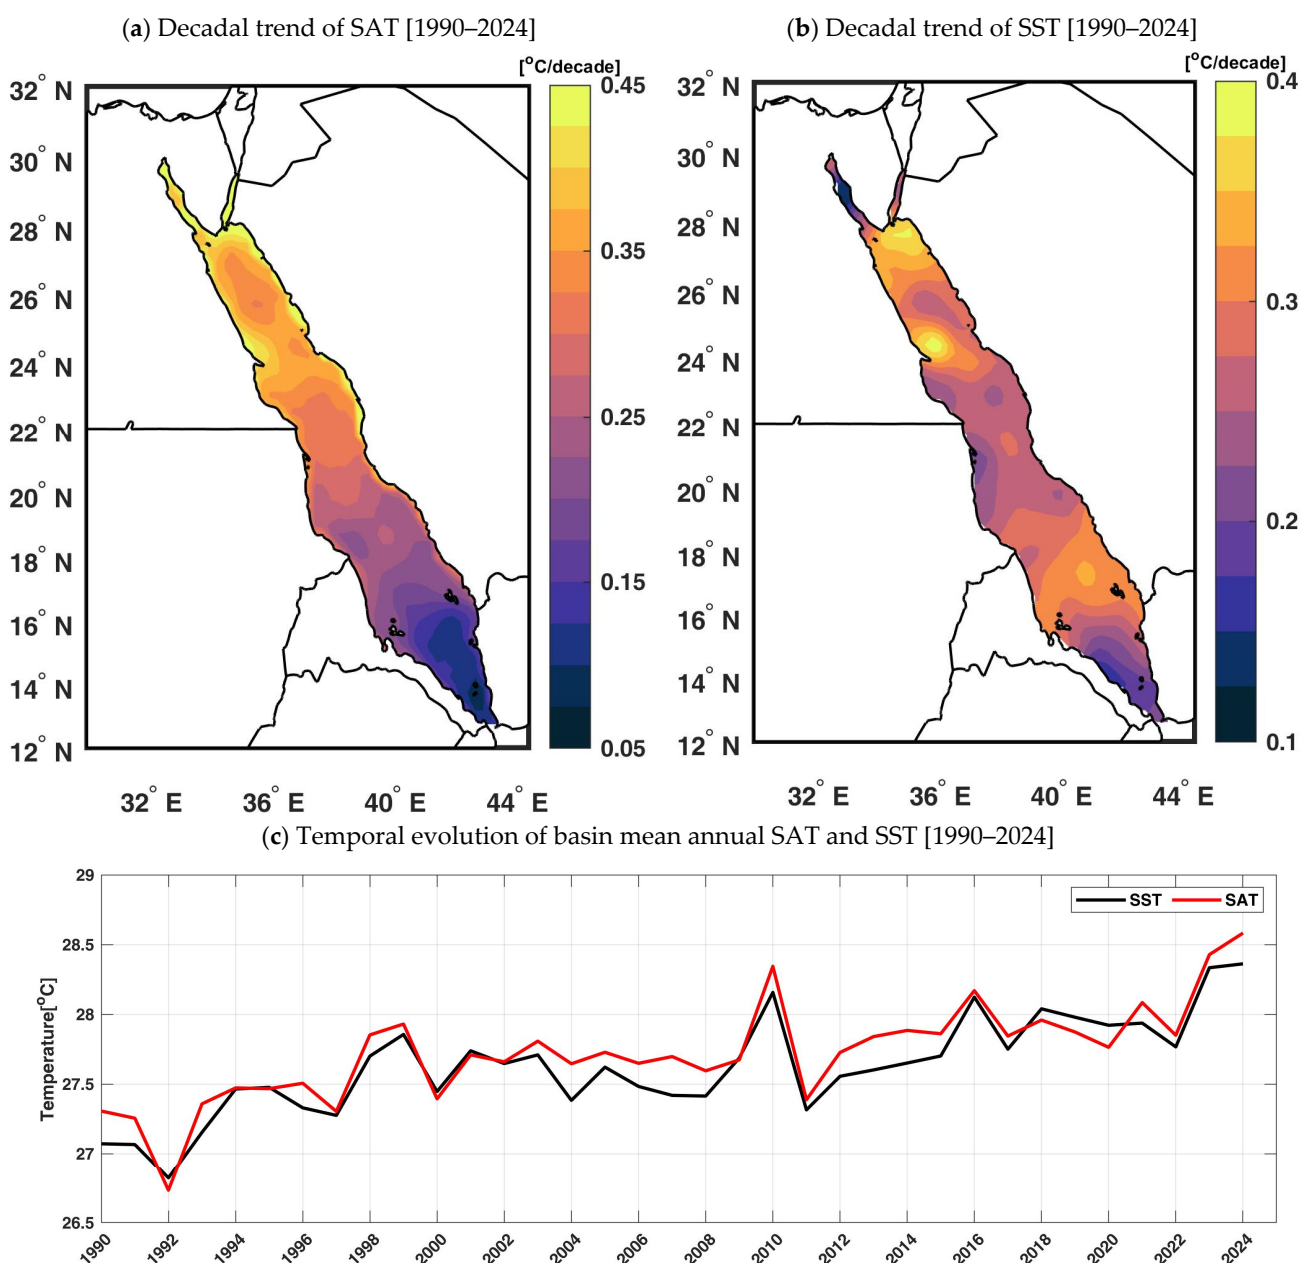 (a) Decadal trend of SAT [1990–2024]
(b) Decadal trend of SST [1990–2024]
[°C/decade]
[°C/decade]
32° N
30° N
28° N
26° N
24° N
22° N
20° N
18° N
16° N
14° N
12° N
0.45
0.35
0.25
0.15
0.05
32° N
30° N
28° N
26° N
24° N
22° N
20° N
18° N
16° N
14° N
12° N
0.4
0.3
0.2
0.1
32° E 36° E 40° E 44° E
32° E 36° E 40° E 44° E
(c) Temporal evolution of basin mean annual SAT and SST [1990–2024]
Temperature[°C]
29
28.5
28
27.5
27
26.5
SST SAT
1990 1992 1994 1996 1998 2000 2002 2004 2006 2008 2010 2012 2014 2016 2018 2020 2022 2024